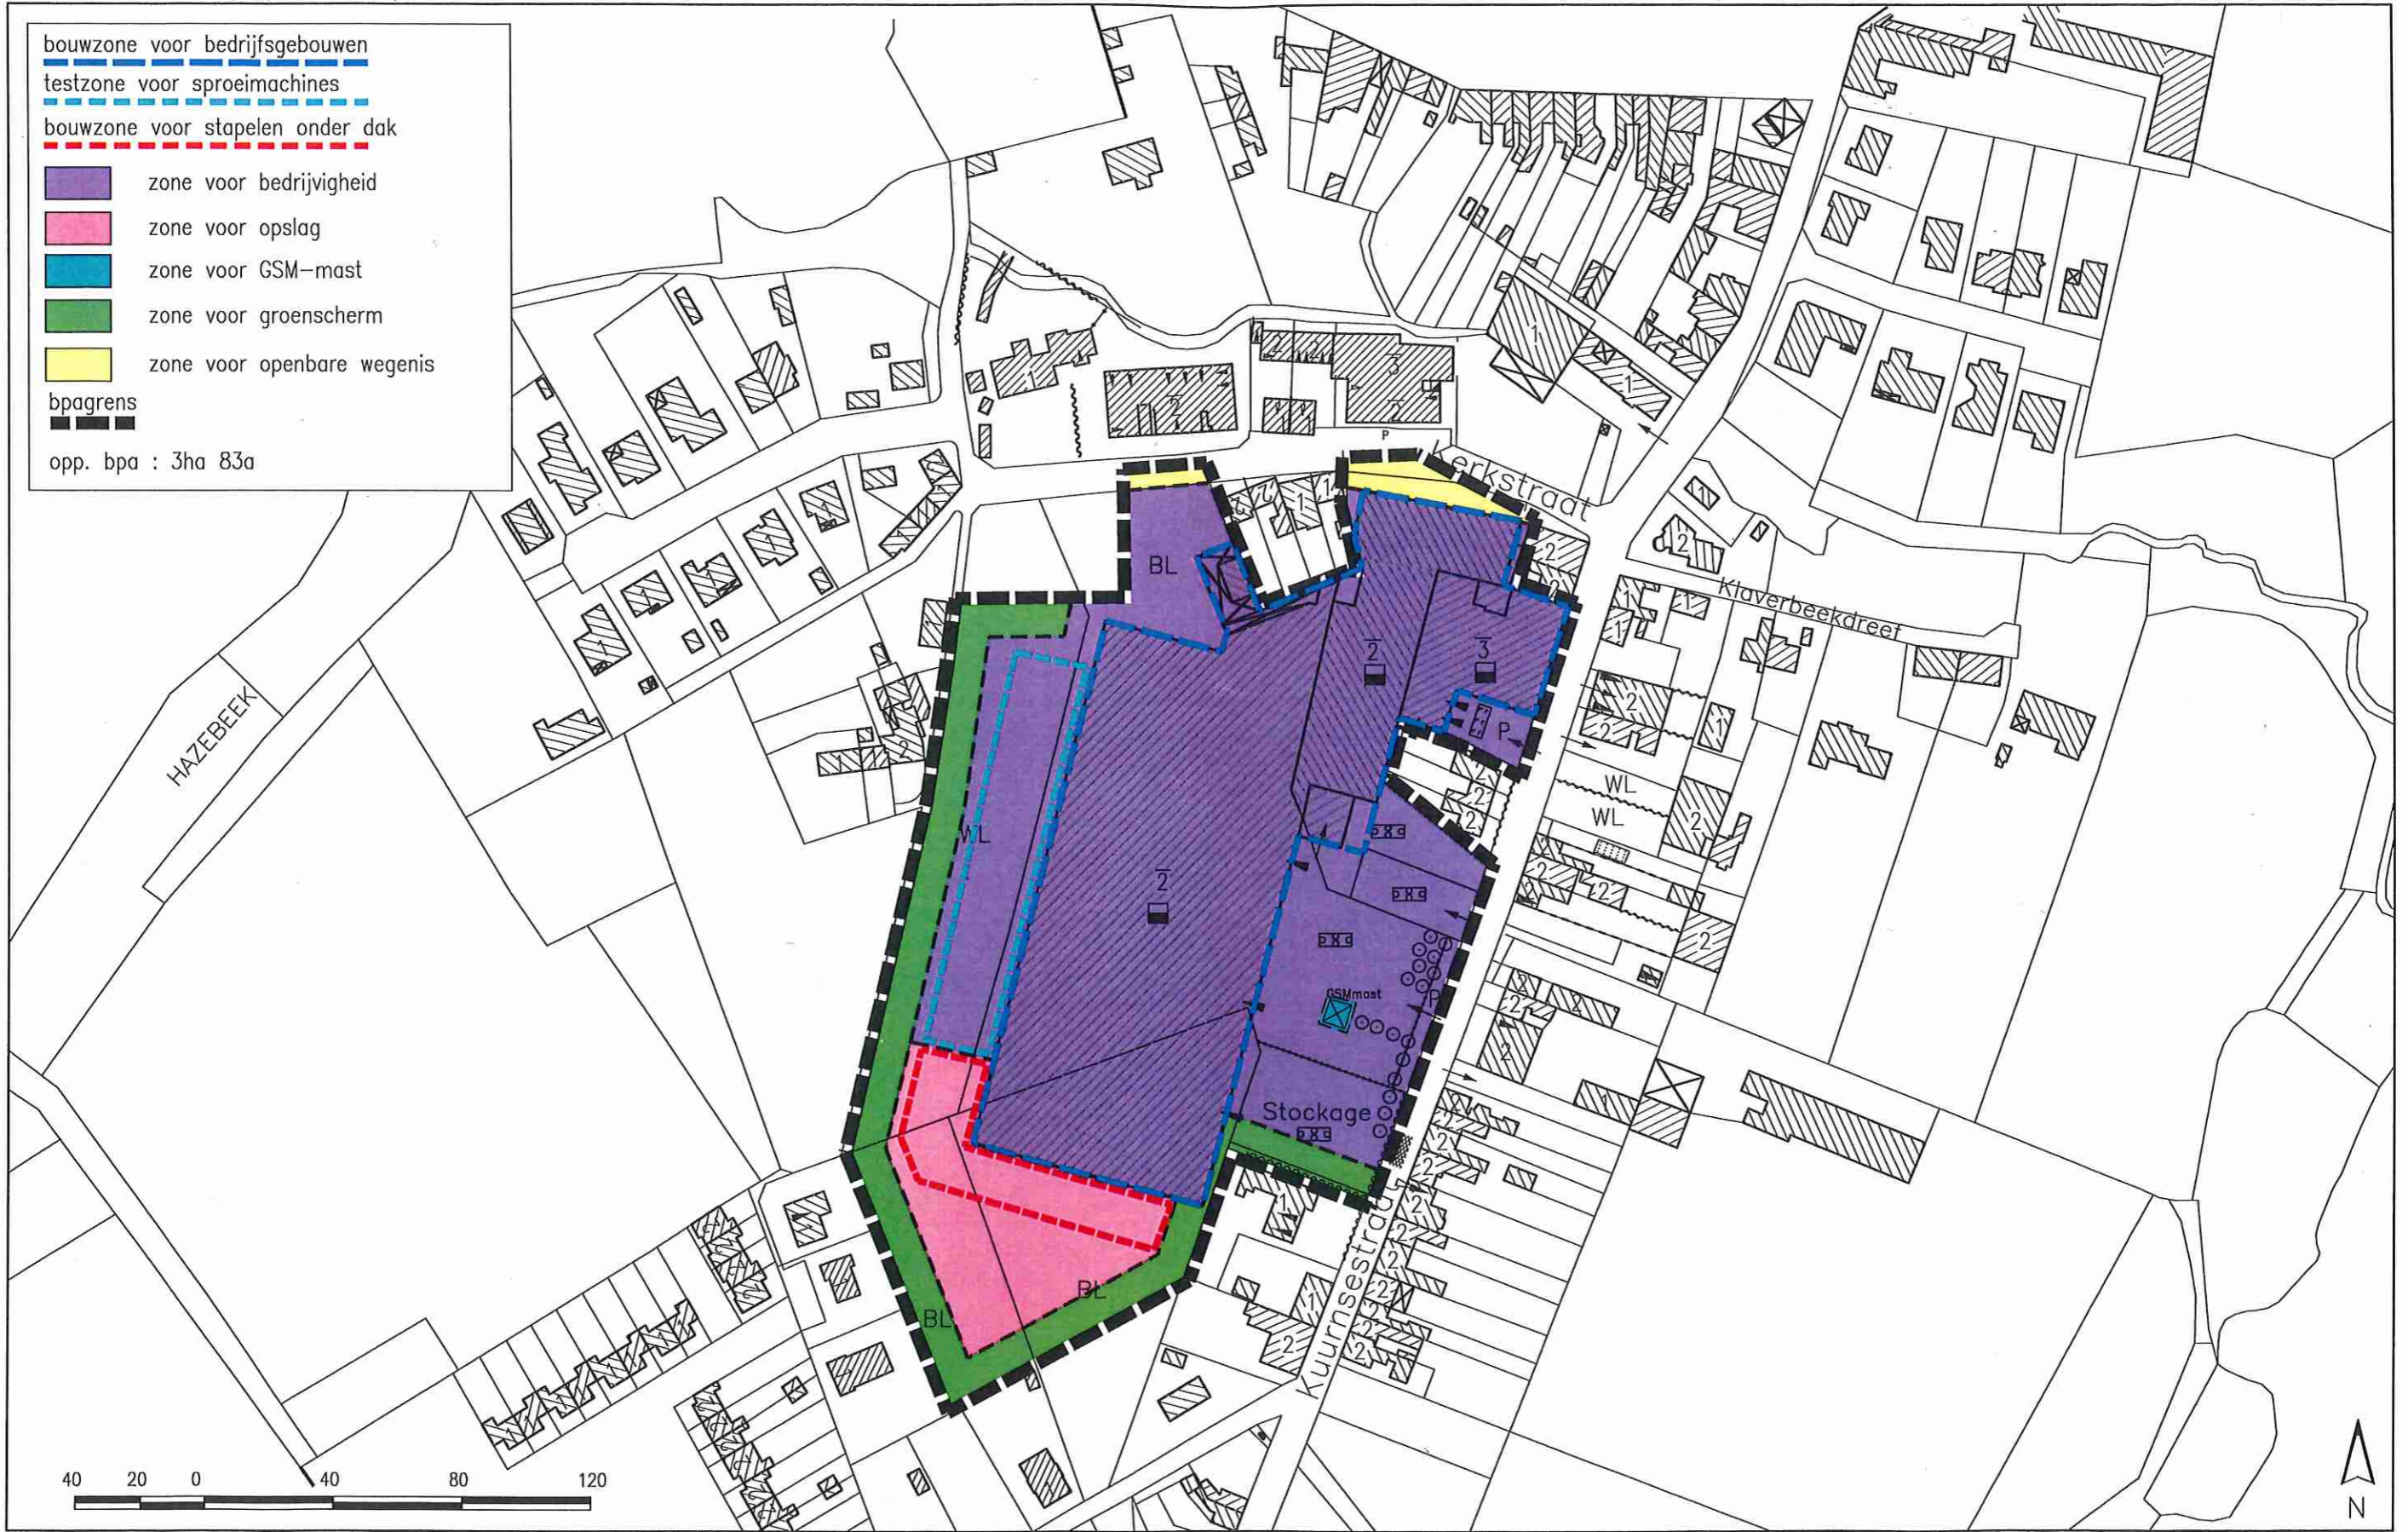 bouwzone voor bedrijfsgebouwen
testzone voor sproeimachines
bouwzone voor stapelen onder dak
zone voor bedrijvigheid
zone voor opslag
zone voor GSM-mast
zone voor groenscherm
zone voor openbare wegenis
bpagrens
opp. bpa : 3ha 83a
Kerkstraat
P
BL
Klaverbeekdreef
HAZEBEEK
2
3
P
WL
WL
WL
2
GSMmast
P
Stockage
BL
BL
Kuurnsestraat
40 20 0 40 80 120
N